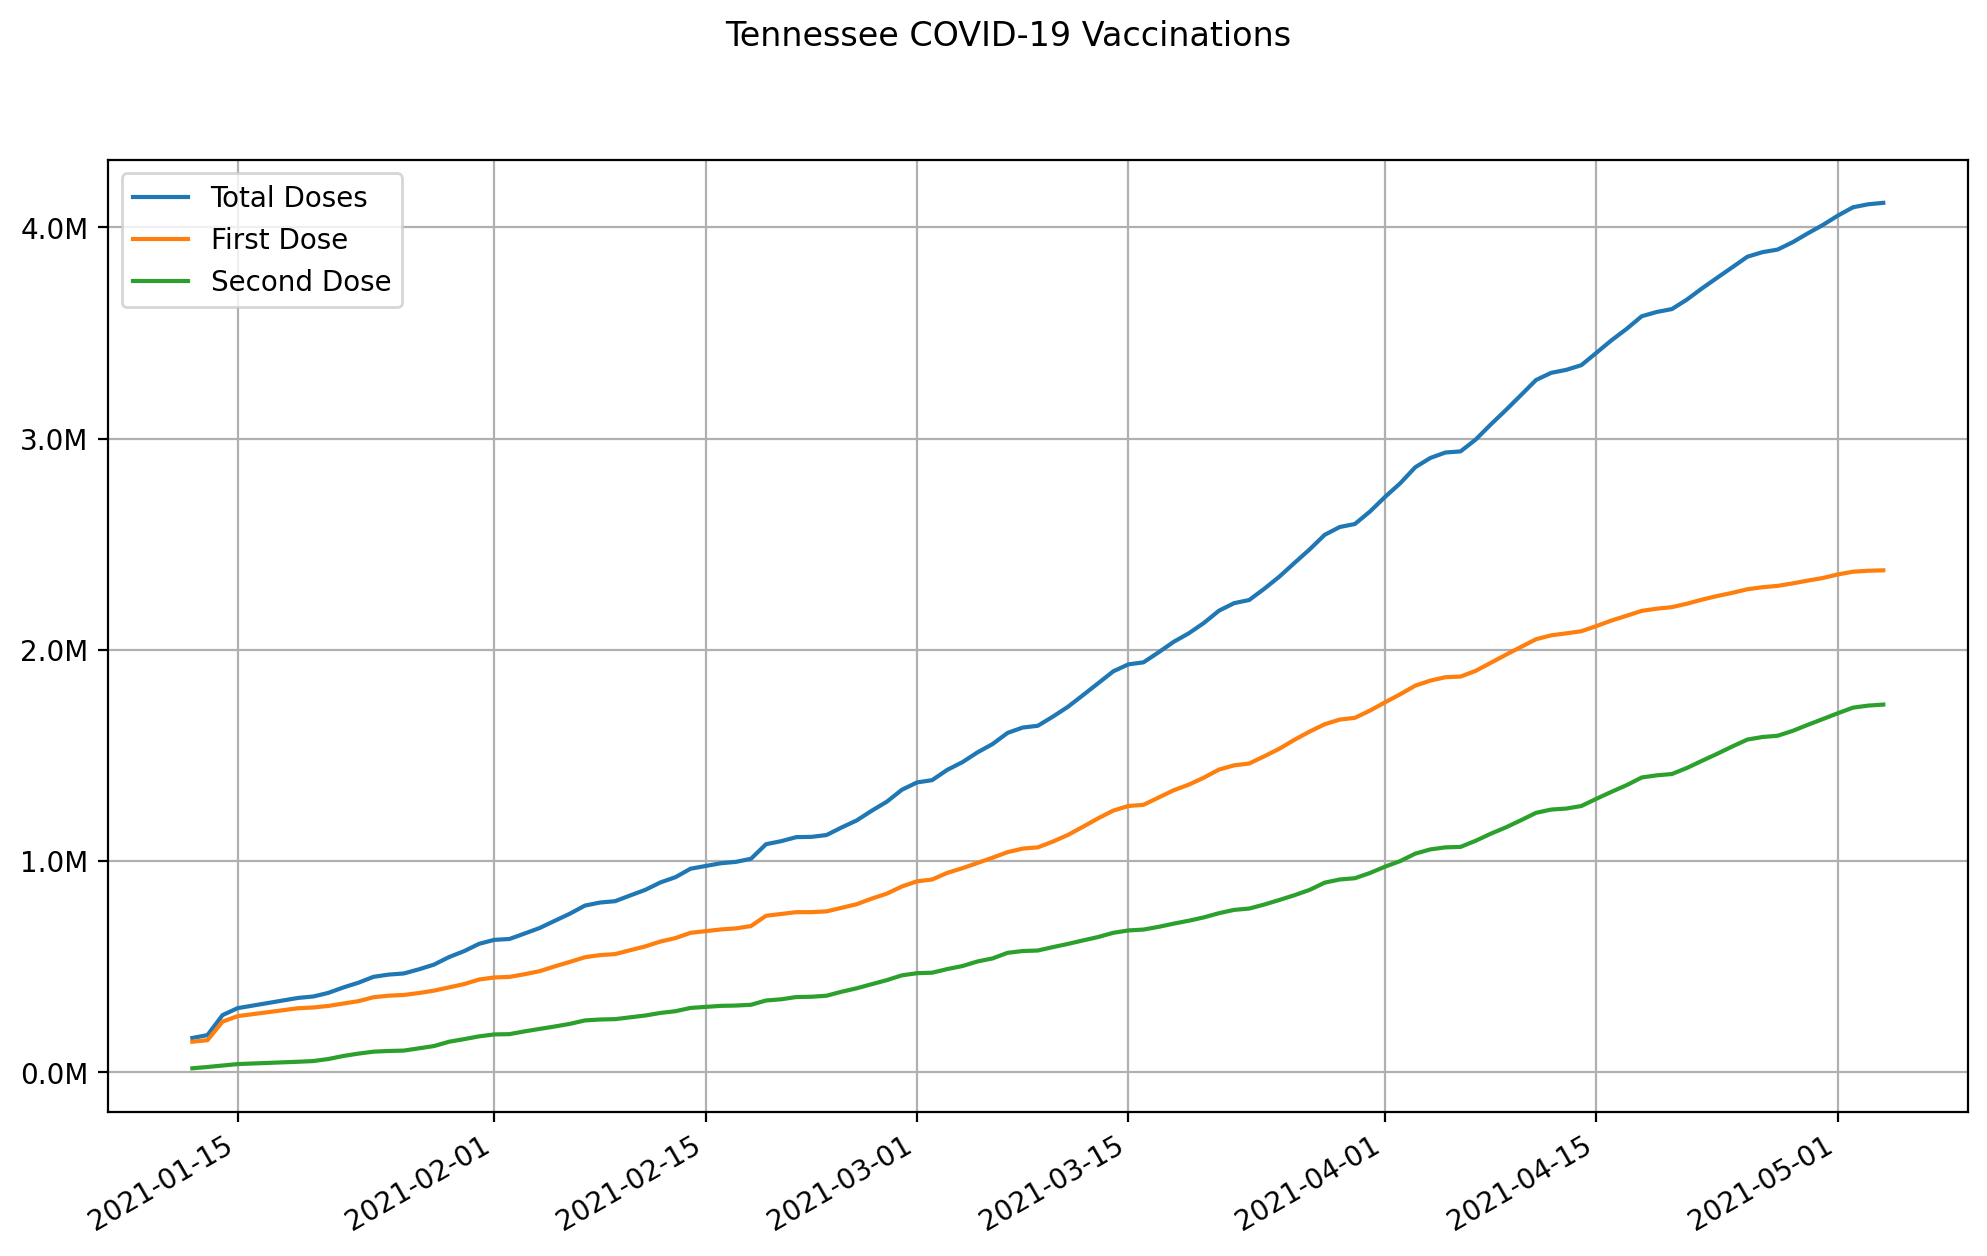 Tennessee COVID-19 Vaccinations
Total Doses
First Dose
Second Dose
4.0M
3.0M
2.0M
1.0M
0.0M
2021-01-15
2021-02-01
2021-02-15
2021-03-01
2021-03-15
2021-04-01
2021-04-15
2021-05-01